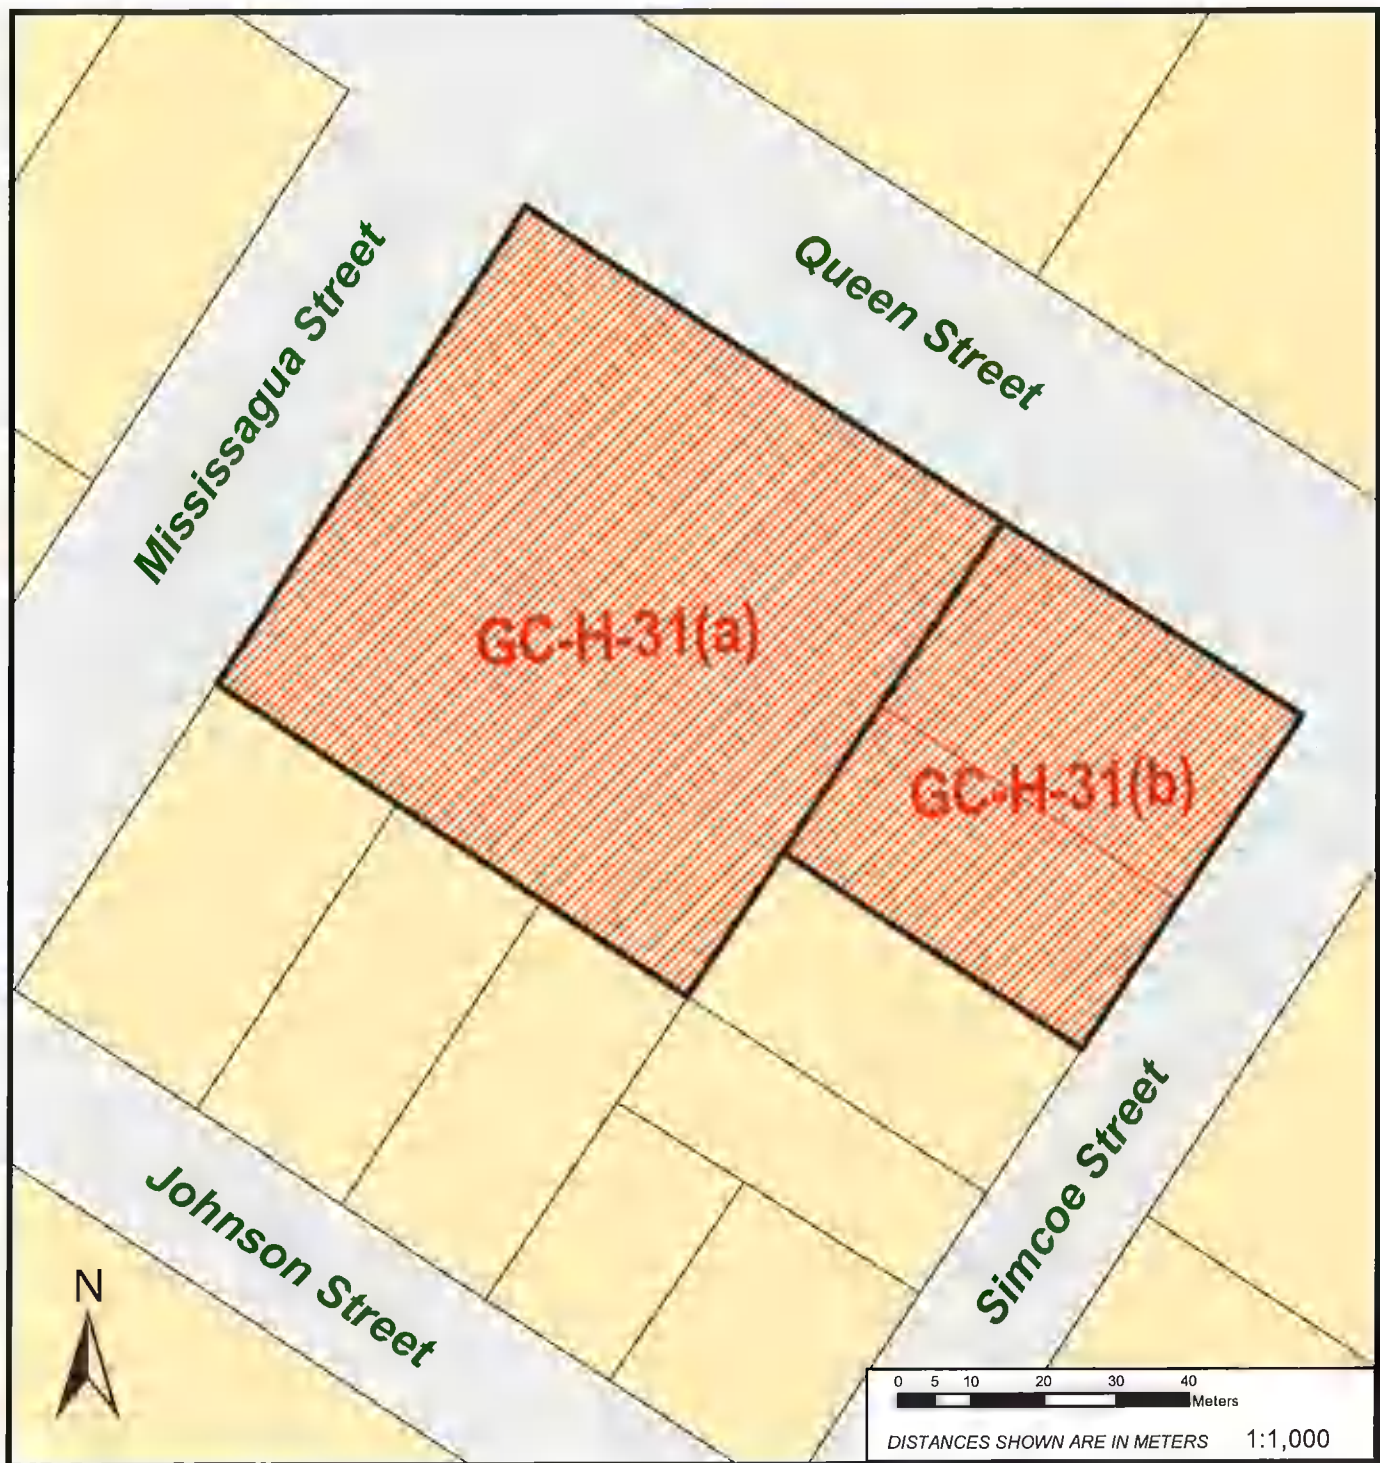 Queen Street
Mississagua Street
GC-H-31(a)
GC-H-31(b)
Simcoe Street
Johnson Street
N
0 5 10 20 30 40
Meters
DISTANCES SHOWN ARE IN METERS 1:1,000